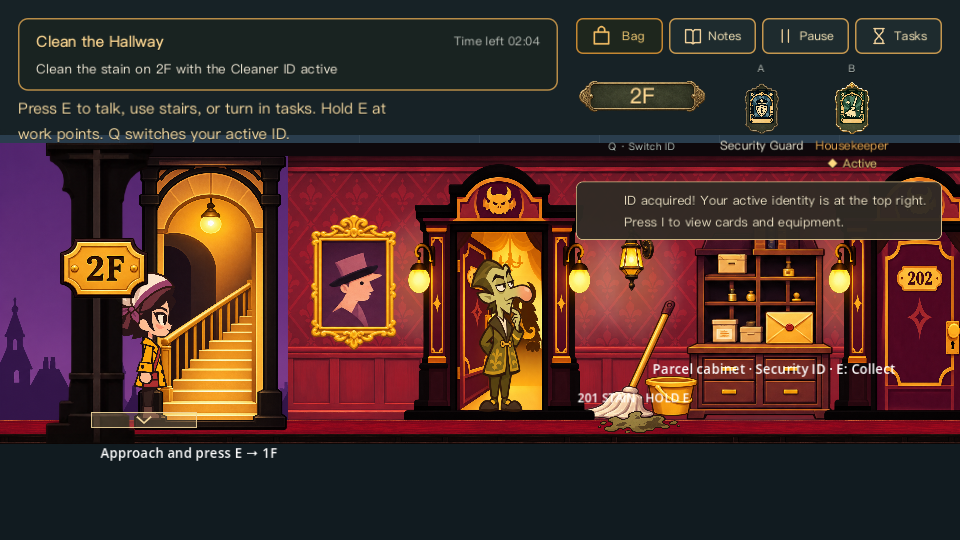 Clean the Hallway
Time left 02:04
Clean the stain on 2F with the Cleaner ID active
Press E to talk, use stairs, or turn in tasks. Hold E at
work points. Q switches your active ID.
Bag
Notes
Pause
Tasks
2F
A
B
Q · Switch ID
Security Guard
Housekeeper
◆ Active
ID acquired! Your active identity is at the top right.
Press I to view cards and equipment.
2F
202
Parcel cabinet · Security ID · E: Collect
201 STAIN · HOLD E
Approach and press E → 1F